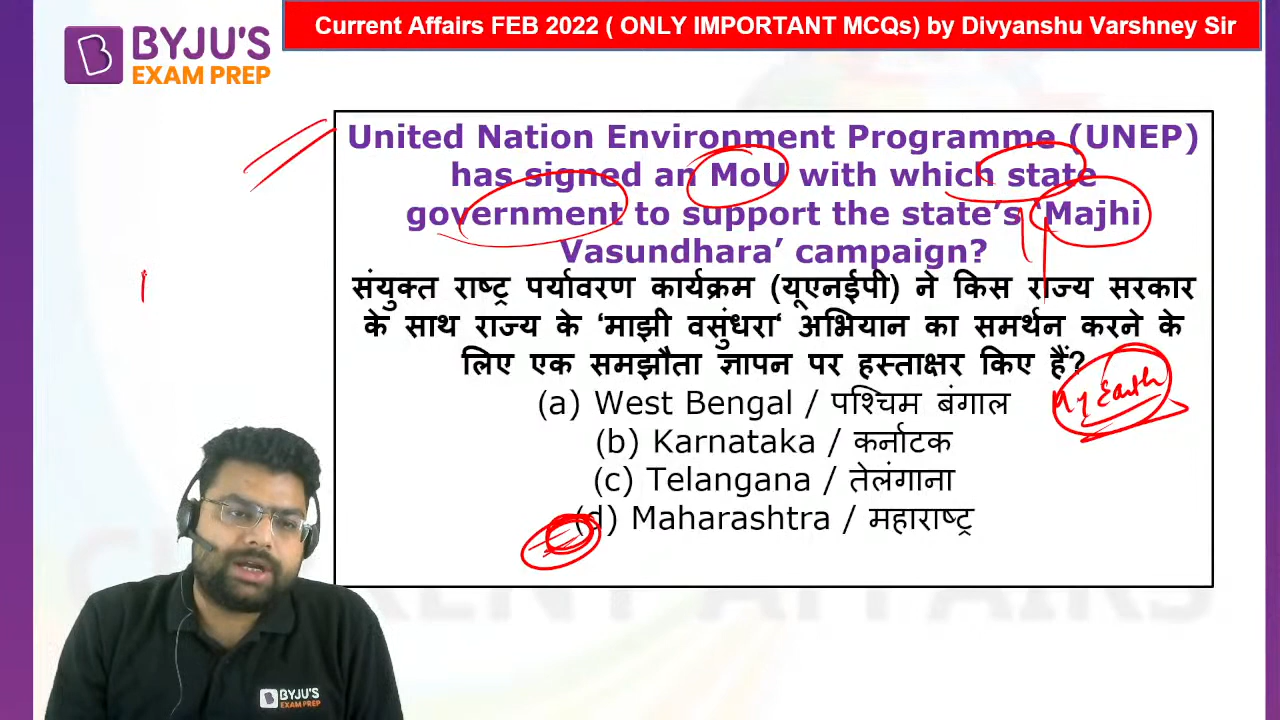 BYJU'S
EXAM PREP
Current Affairs FEB 2022 ( ONLY IMPORTANT MCQs) by Divyanshu Varshney Sir
United Nation Environment Programme (UNEP)
has signed an MoU with which state
government to support the state's 'Majhi
Vasundhara' campaign?
संयुक्त राष्ट्र पर्यावरण कार्यक्रम (यूएनईपी) ने किस राज्य सरकार
के साथ राज्य के ‘माझी वसुंधरा‘ अभियान का समर्थन करने के
लिए एक समझौता ज्ञापन पर हस्ताक्षर किए हैं?
My Earth
(a) West Bengal / पश्चिम बंगाल
(b) Karnataka / कर्नाटक
(c) Telangana / तेलंगाना
(d) Maharashtra / महाराष्ट्र
BYJU'S
EXAM PREP